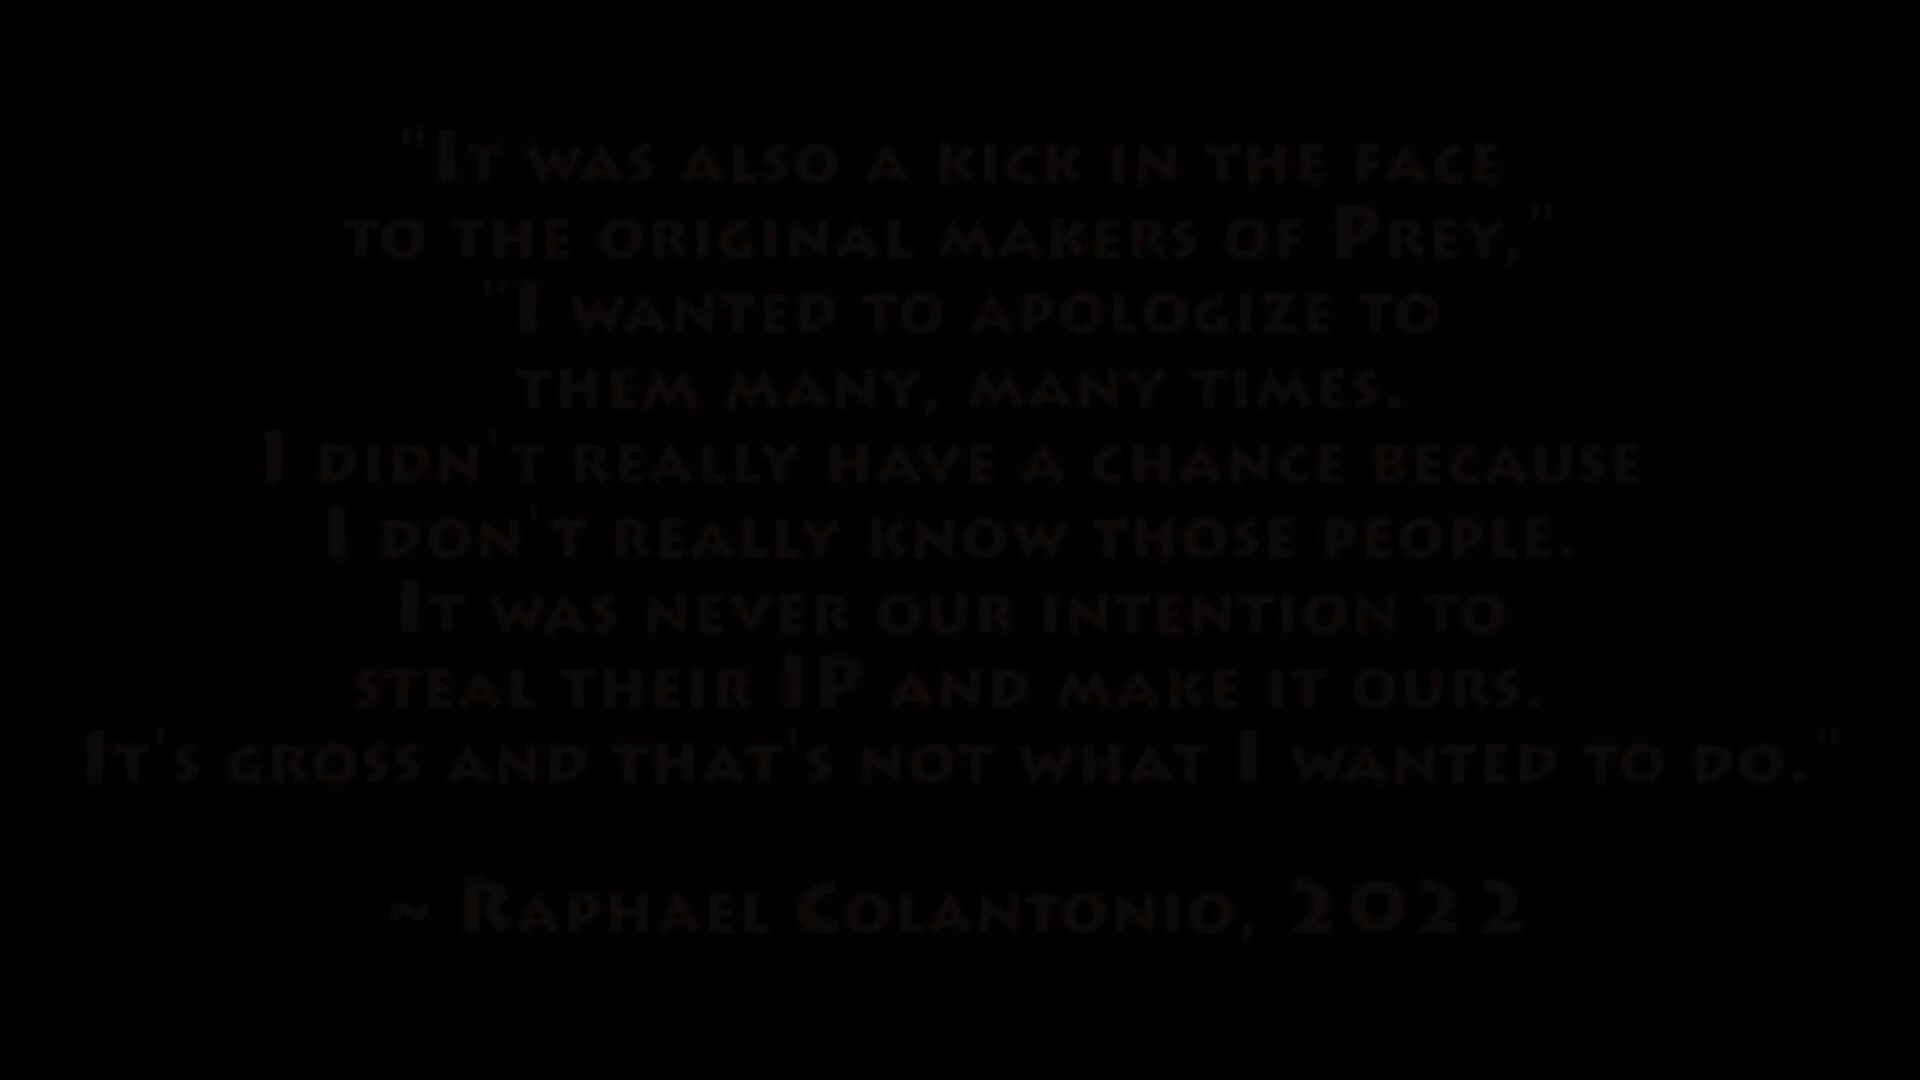 "It was also a kick in the face
to the original makers of Prey,"
"I wanted to apologize to
them many, many times.
I didn't really have a chance because
I don't really know those people.
It was never our intention to
steal their IP and make it ours.
It's gross and that's not what I wanted to do."
~ Raphael Colantonio, 2022